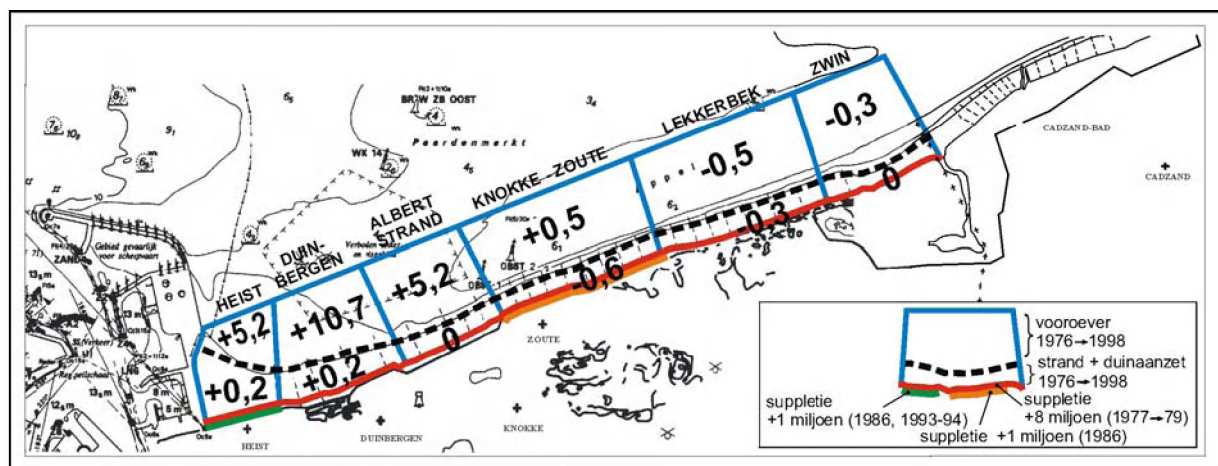 ZWIN
LEKKERBEK
KNOKKE-ZOUTE
ALBERT
STRAND
DUIN-
BERGEN
HEIST
-0,3
-0,5
+0,5
+5,2
+10,7
+5,2
0
-0,3
-0,6
0
+0,2
+0,2
BR·W ZB OOST
Paardenmarkt
WK 14
CADZAND-BAD
CADZAND
Gebied gevaarlijk
voor scheepvaart
OBST 2
ZOUTE
KNOKKE
DUINBERGEN
HEIST
vooroever
1976→1998
strand + duinaanzet
1976→1998
suppletie
+8 miljoen (1977→79)
suppletie
+1 miljoen (1986, 1993-94)
suppletie +1 miljoen (1986)